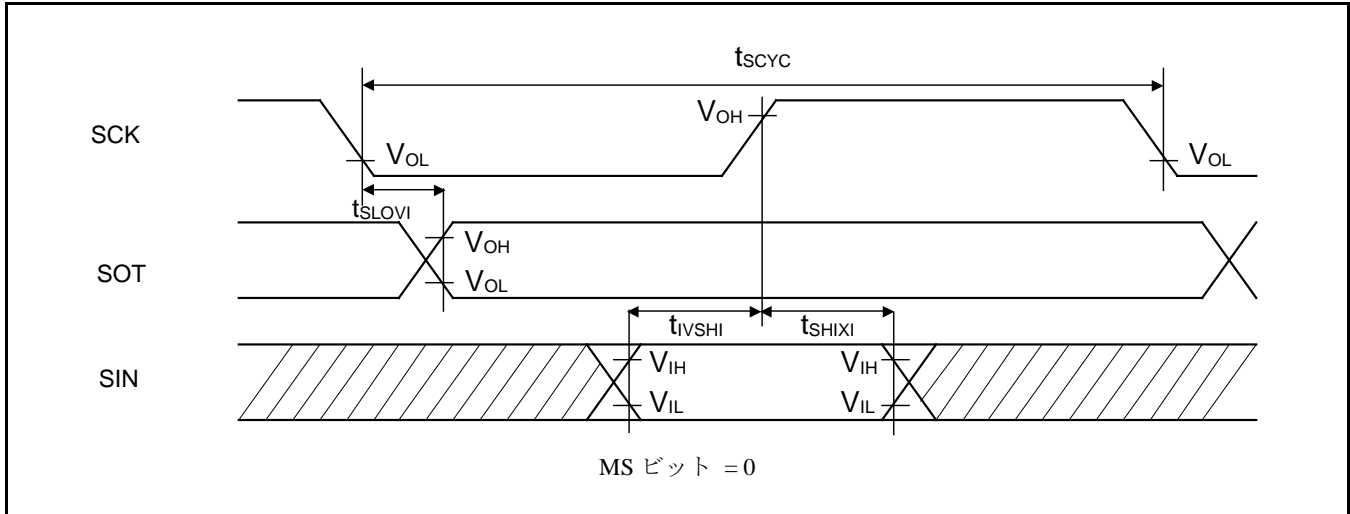 tSCYC
SCK
VOH
VOL
VOL
tSLOVI
SOT
VOH
VOL
tIVSHI
tSHIXI
SIN
VIH
VIH
VIL
VIL
MS ビット =0